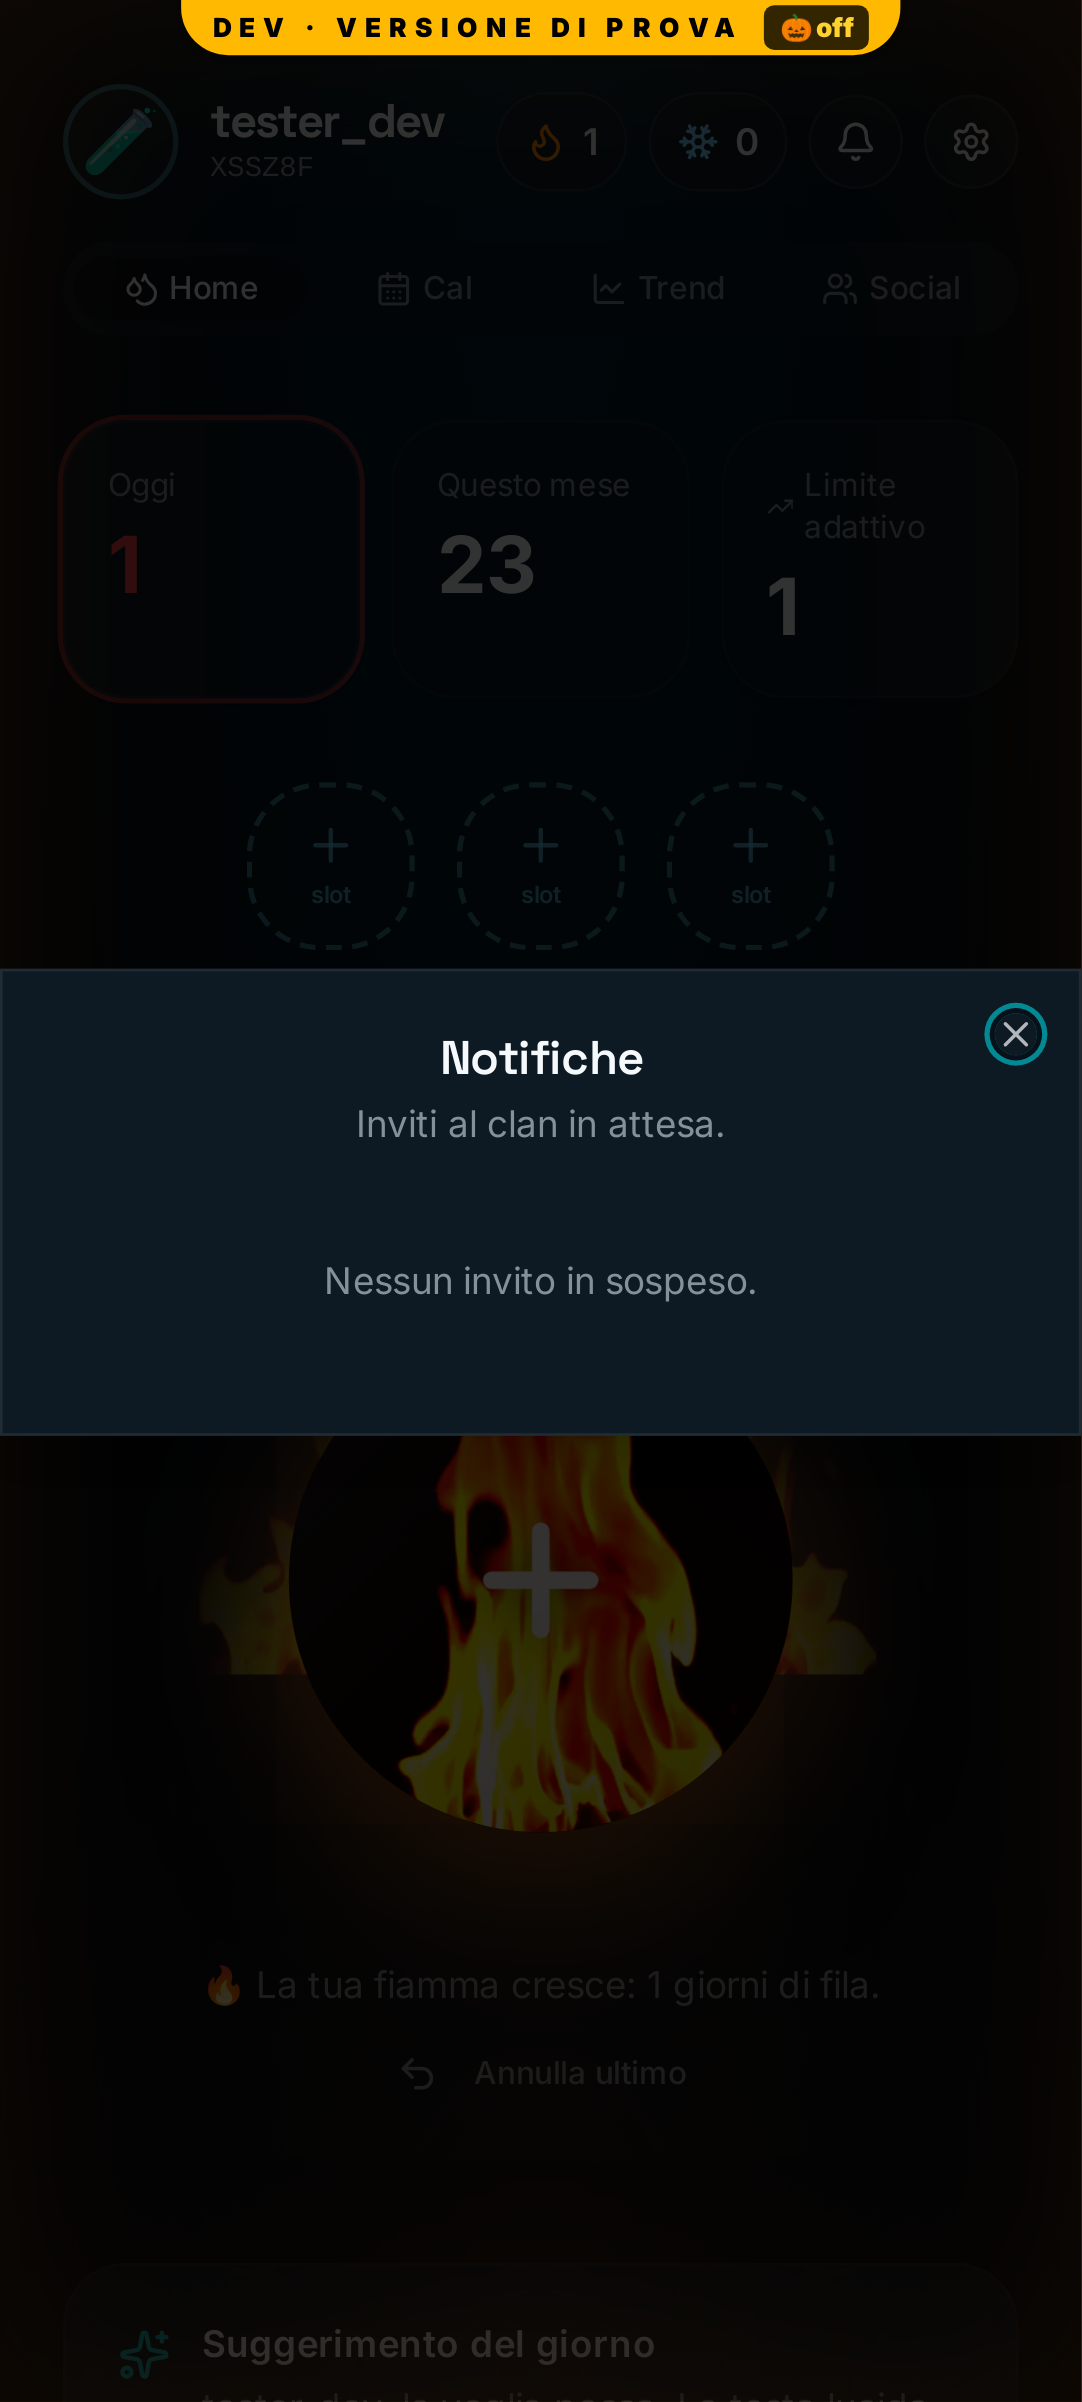 DEV · VERSIONE DI PROVA 🎃 off
tester_dev
XSSZ8F
1
0
Home
Cal
Trend
Social
Oggi
1
Questo mese
23
Limite
adattivo
1
slot
slot
slot
Notifiche
Inviti al clan in attesa.
Nessun invito in sospeso.
🔥 La tua fiamma cresce: 1 giorni di fila.
Annulla ultimo
Suggerimento del giorno